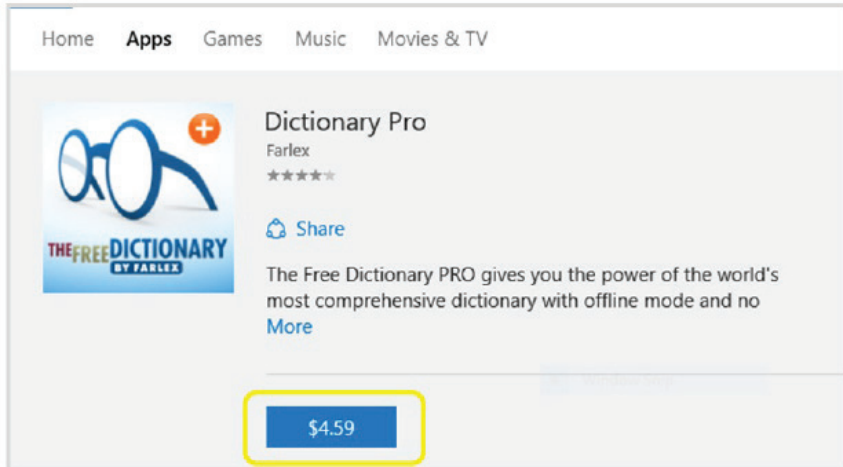 Home Apps Games Music Movies & TV
Dictionary Pro
Farlex
Share
THEFREEDICTIONARY
BY FARLEX
The Free Dictionary PRO gives you the power of the world's
most comprehensive dictionary with offline mode and no
More
$4.59